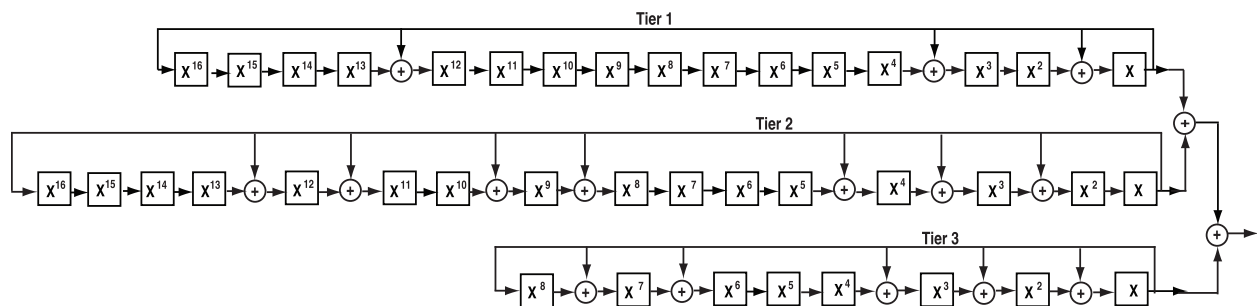 Tier 1
X¹⁶ X¹⁵ X¹⁴ X¹³ + X¹² X¹¹ X¹⁰ X⁹ X⁸ X⁷ X⁶ X⁵ X⁴ + X³ X² + X
+
Tier 2
X¹⁶ X¹⁵ X¹⁴ X¹³ + X¹² + X¹¹ X¹⁰ + X⁹ + X⁸ X⁷ X⁶ X⁵ + X⁴ + X³ + X² X
+
Tier 3
X⁸ + X⁷ + X⁶ X⁵ X⁴ + X³ + X² + X